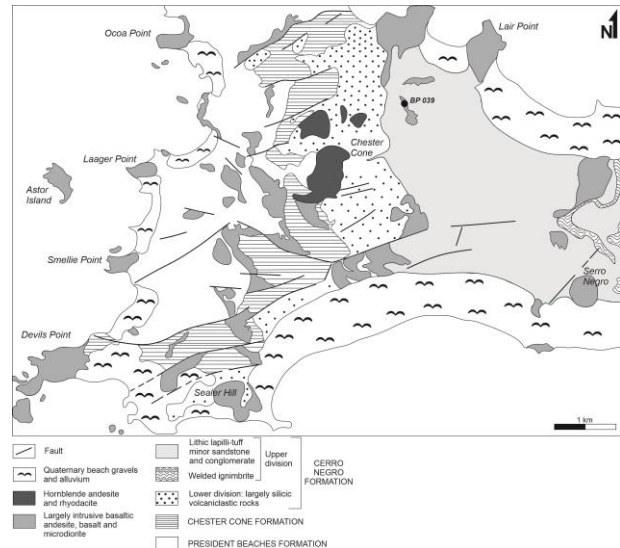 Ocoa Point
Lair Point
N
BP 039
Chester
Cone
Laager Point
Astor
Island
Smellie Point
Serro
Negro
Devils Point
Sealer Hill
1 km
Fault
Quaternary beach gravels
and alluvium
Hornblende andesite
and rhyodacite
Largely intrusive basaltic
andesite, basalt and
microdiorite
Lithic lapilli-tuff
minor sandstone
and conglomerate
Upper
division
Welded ignimbrite
Lower division: largely silicic
volcaniclastic rocks
CERRO
NEGRO
FORMATION
CHESTER CONE FORMATION
PRESIDENT BEACHES FORMATION